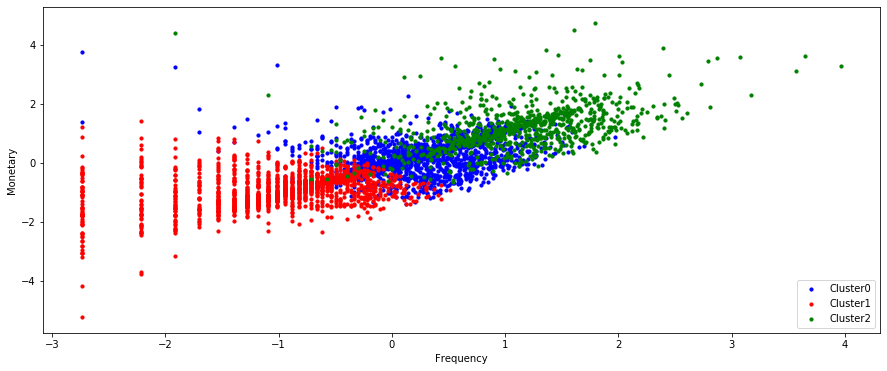 4
2
0
−2
−4
Monetary
−3
−2
−1
0
1
2
3
4
Frequency
Cluster0
Cluster1
Cluster2